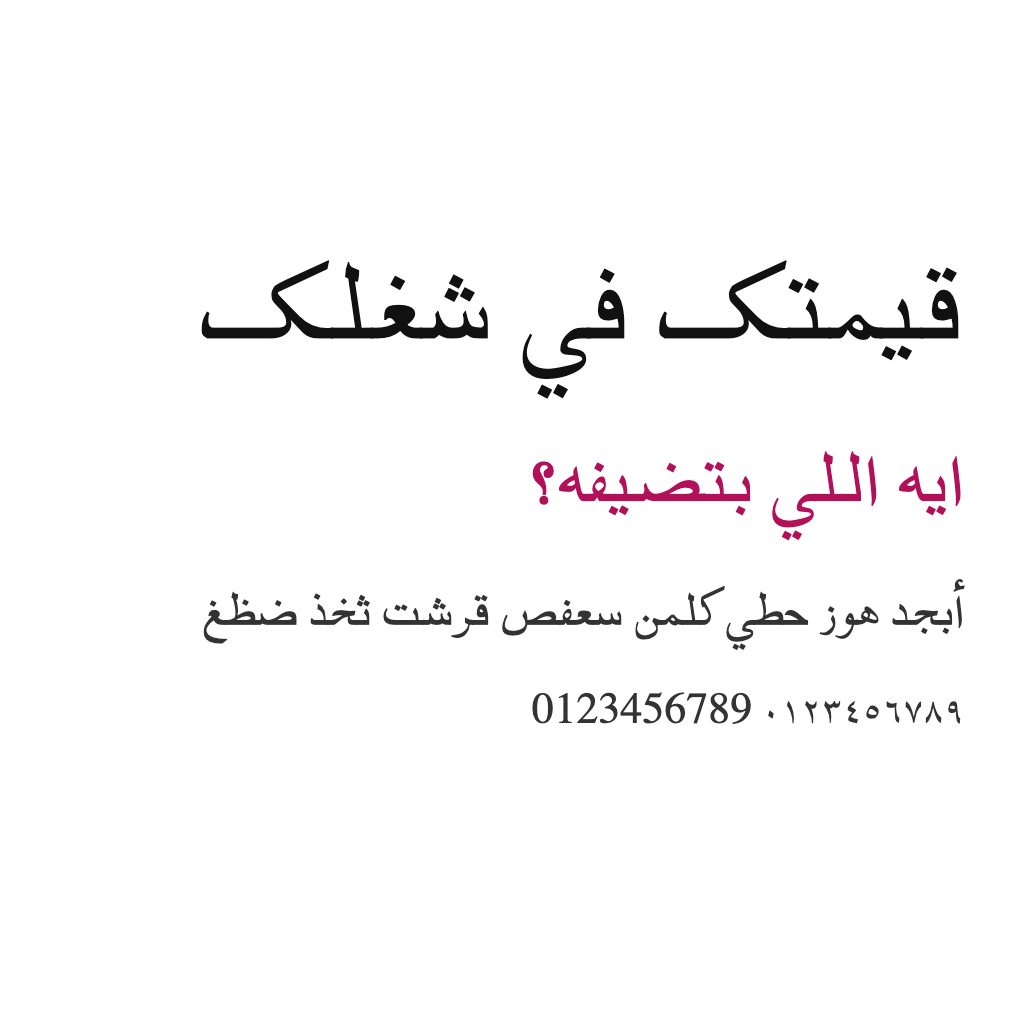 قيمتك في شغلك
ايه اللي بتضيفه؟
أبجد هوز حطي كلمن سعفص قرشت ثخذ ضظغ
٠١٢٣٤٥٦٧٨٩ 0123456789